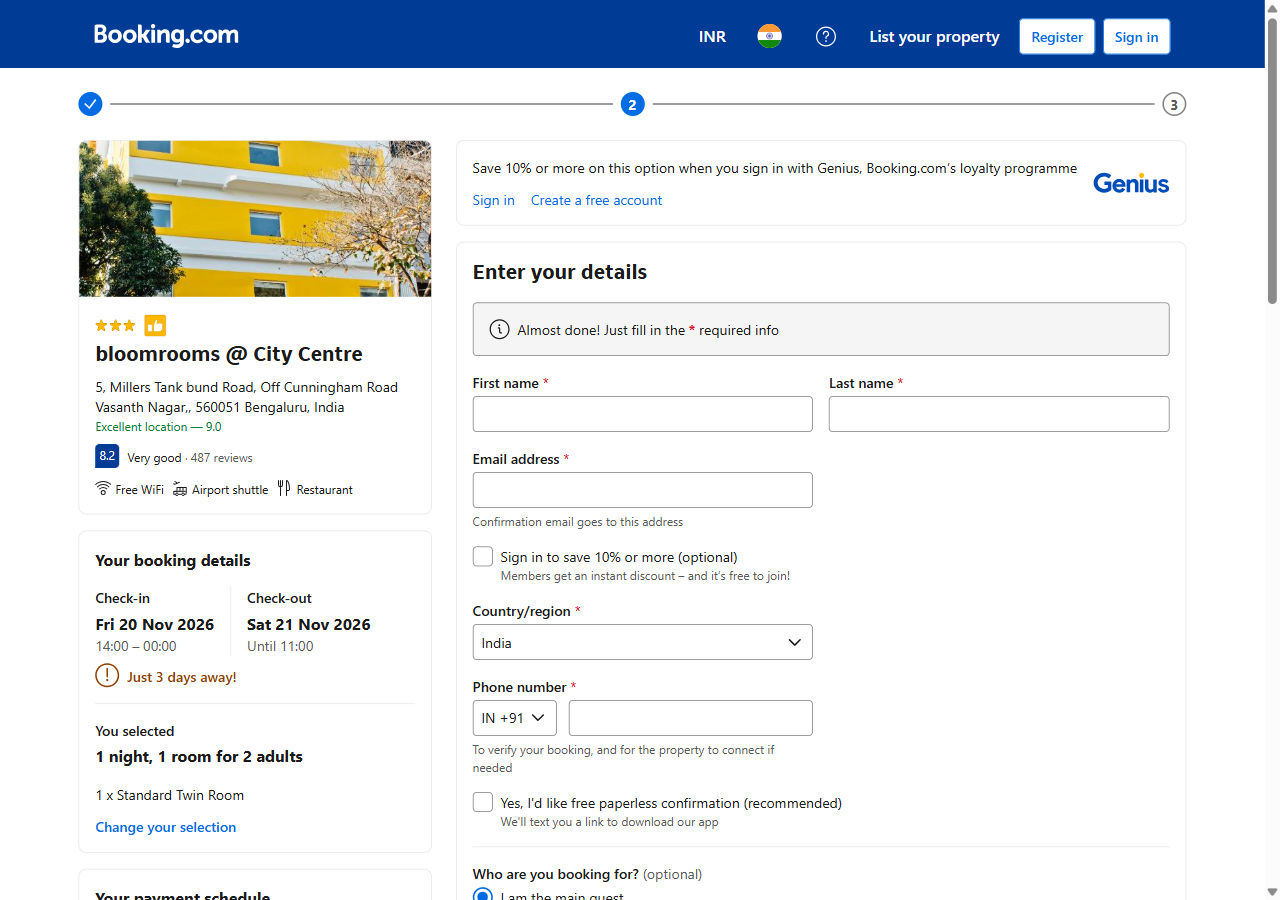 Booking.com
INR
List your property
Register
Sign in
2
3
bloomrooms @ City Centre
5, Millers Tank bund Road, Off Cunningham Road
Vasanth Nagar,, 560051 Bengaluru, India
Excellent location — 9.0
8.2 Very good · 487 reviews
Free WiFi Airport shuttle Restaurant
Your booking details
Check-in
Fri 20 Nov 2026
14:00 – 00:00
Check-out
Sat 21 Nov 2026
Until 11:00
Just 3 days away!
You selected
1 night, 1 room for 2 adults
1 x Standard Twin Room
Change your selection
Your payment schedule
Save 10% or more on this option when you sign in with Genius, Booking.com’s loyalty programme
Sign in Create a free account
Genius
Enter your details
Almost done! Just fill in the * required info
First name *
Last name *
Email address *
Confirmation email goes to this address
Sign in to save 10% or more (optional)
Members get an instant discount – and it’s free to join!
Country/region *
India
Phone number *
IN +91
To verify your booking, and for the property to connect if
needed
Yes, I’d like free paperless confirmation (recommended)
We'll text you a link to download our app
Who are you booking for? (optional)
I am the main guest